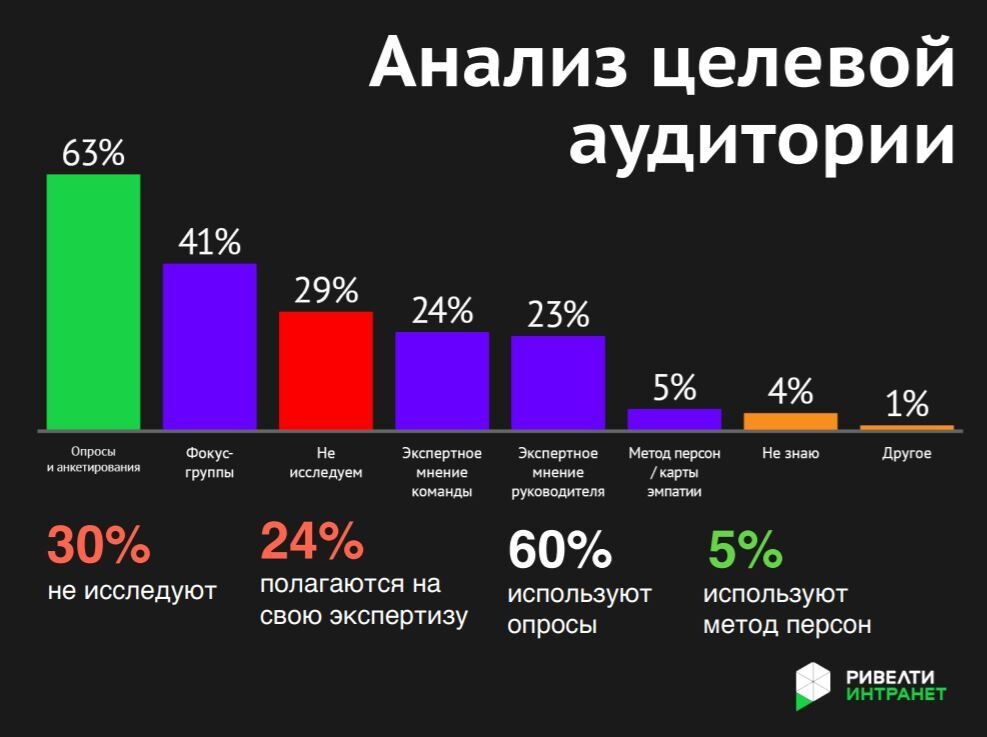 Анализ целевой
аудитории
63%
41%
29%
24%
23%
5%
4%
1%
Опросы
и анкетирования
Фокус-
группы
Не
исследуем
Экспертное
мнение
команды
Экспертное
мнение
руководителя
Метод персон
/ карты
эмпатии
Не знаю
Другое
30%
не исследуют
24%
полагаются на
свою экспертизу
60%
используют
опросы
5%
используют
метод персон
РИВЕЛТИ
ИНТРАНЕТ